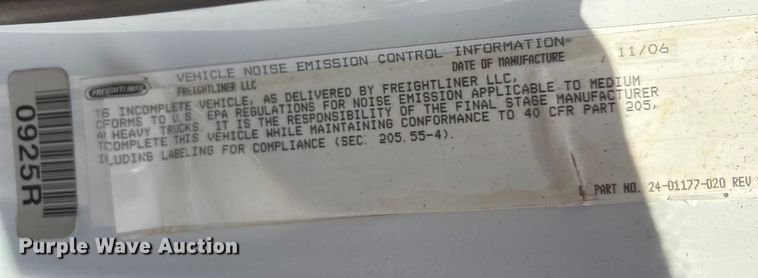 VEHICLE NOISE EMISSION CONTROL INFORMATION
11/06
FREIGHTLINER
FREIGHTLINER LLC
DATE OF MANUFACTURE
INCOMPLETE VEHICLE, AS DELIVERED BY FREIGHTLINER LLC,
TO U.S. EPA REGULATIONS FOR NOISE EMISSION APPLICABLE TO MEDIUM
HEAVY TRUCKS. IT IS THE RESPONSIBILITY OF THE FINAL STAGE MANUFACTURER
COMPLETE THIS VEHICLE WHILE MAINTAINING CONFORMANCE TO 40 CFR PART 205,
LABELING FOR COMPLIANCE (SEC. 205.55-4).
PART NO. 24-01177-020 REV
0925R
Purple Wave Auction